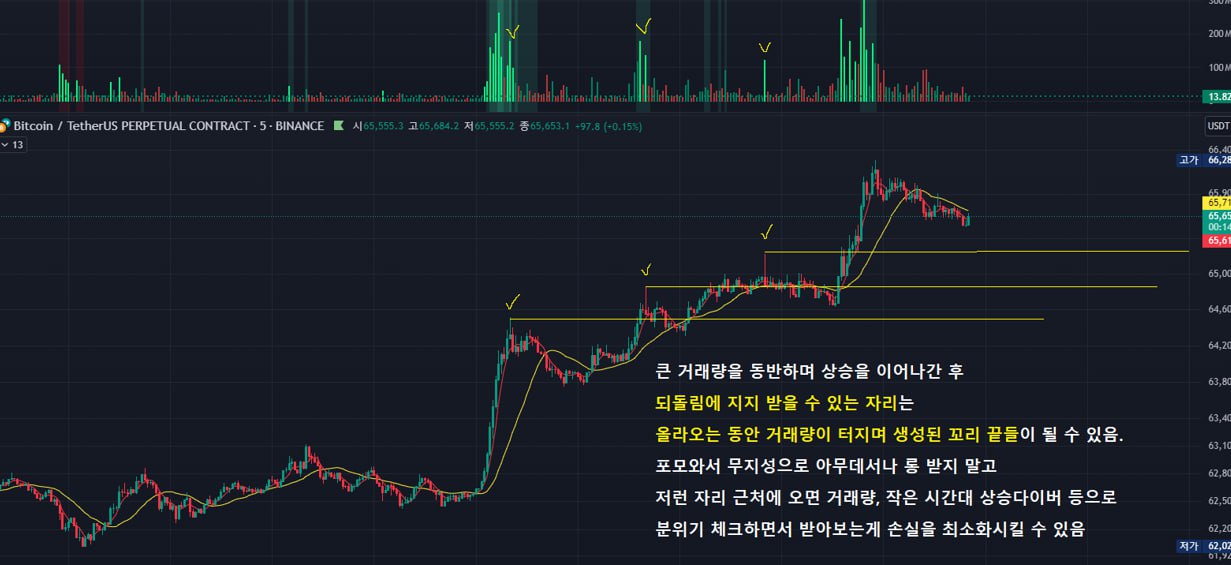 300M
200M
100M
13.82
Bitcoin / TetherUS PERPETUAL CONTRACT · 5 · BINANCE 시65,555.3 고65,684.2 저65,555.2 종65,653.1 +97.8 (+0.15%)
USDT
13
66,40
고가 66,28
65,90
65,71
65,65
00:14
65,61
65,00
64,60
64,20
63,80
63,40
63,10
62,80
62,50
62,20
저가 62,02
61,92
큰 거래량을 동반하며 상승을 이어나간 후
되돌림에 지지 받을 수 있는 자리는
올라오는 동안 거래량이 터지며 생성된 꼬리 끝들이 될 수 있음.
포모와서 무지성으로 아무데서나 롱 받지 말고
저런 자리 근처에 오면 거래량, 작은 시간대 상승다이버 등으로
분위기 체크하면서 받아보는게 손실을 최소화시킬 수 있음